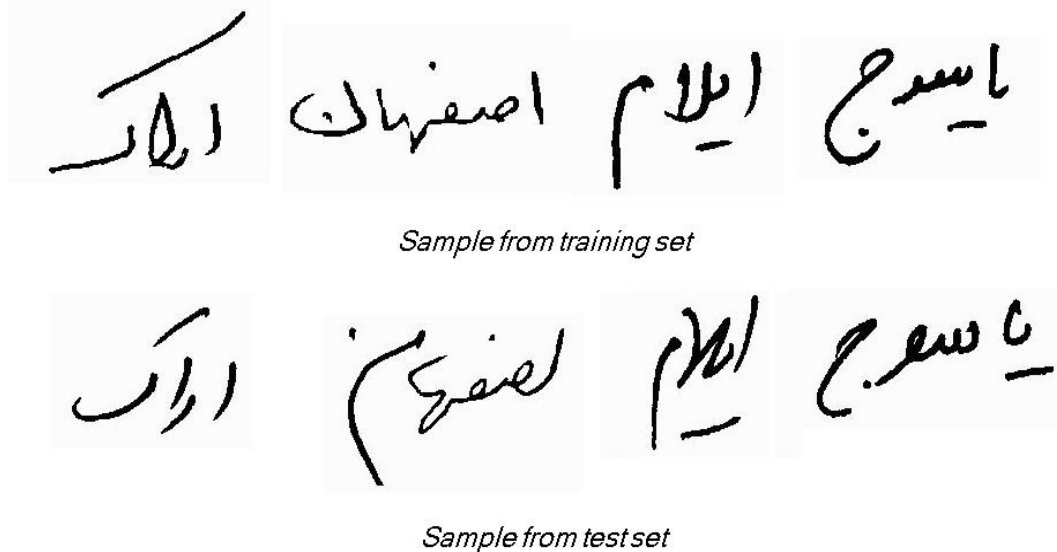 یاسوج ایلام اصفهان اراک
Sample from training set
یاسوج ایلام اصفهان اراک
Sample from test set